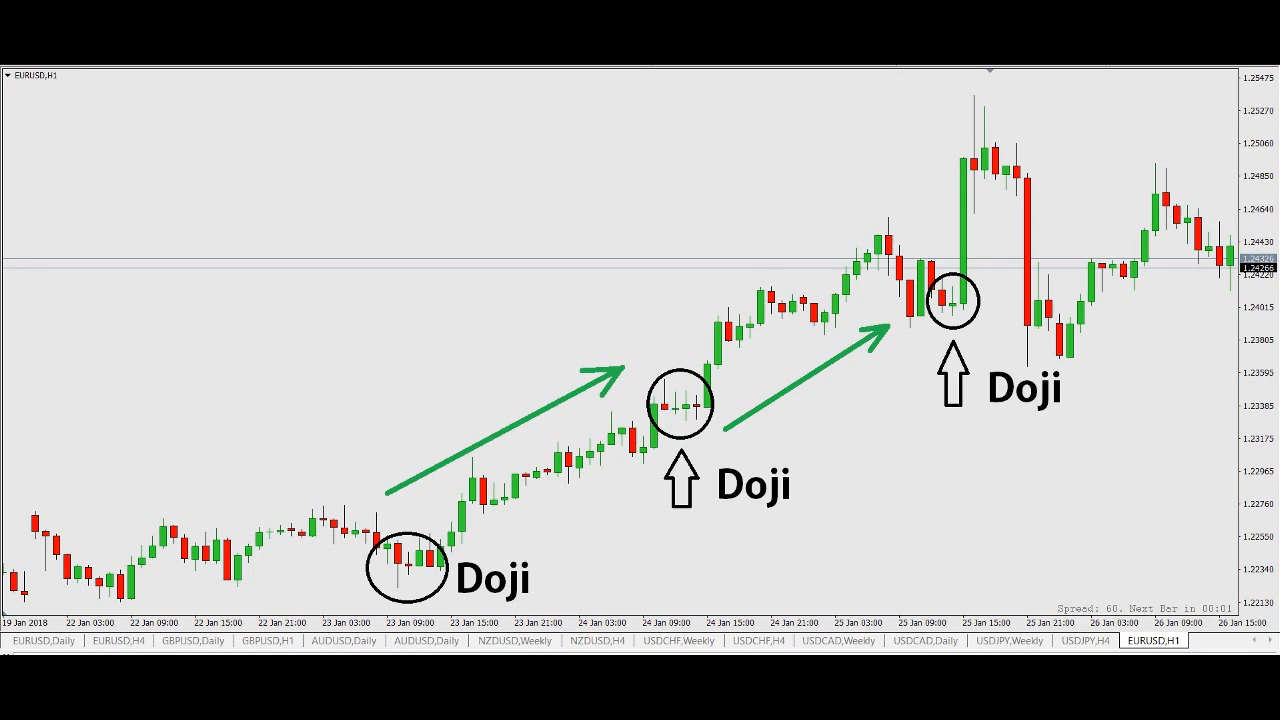 EURUSD,H1
1.25475
1.25270
1.25060
1.24850
1.24640
1.24430
1.24326
1.24266
1.24220
1.24015
1.23805
1.23595
1.23385
1.23175
1.22965
1.22760
1.22550
1.22340
1.22130
Doji
Doji
Doji
Spread: 60. Next Bar in 00:01
19 Jan 2018 22 Jan 03:00 22 Jan 09:00 22 Jan 15:00 22 Jan 21:00 23 Jan 03:00 23 Jan 09:00 23 Jan 15:00 23 Jan 21:00 24 Jan 03:00 24 Jan 09:00 24 Jan 15:00 24 Jan 21:00 25 Jan 03:00 25 Jan 09:00 25 Jan 15:00 25 Jan 21:00 26 Jan 03:00 26 Jan 09:00 26 Jan 15:00
EURUSD,Daily EURUSD,H4 GBPUSD,Daily GBPUSD,H1 AUDUSD,Daily AUDUSD,Daily NZDUSD,Weekly NZDUSD,H4 USDCHF,Weekly USDCHF,H4 USDCAD,Weekly USDCAD,Daily USDJPY,Weekly USDJPY,H4 EURUSD,H1